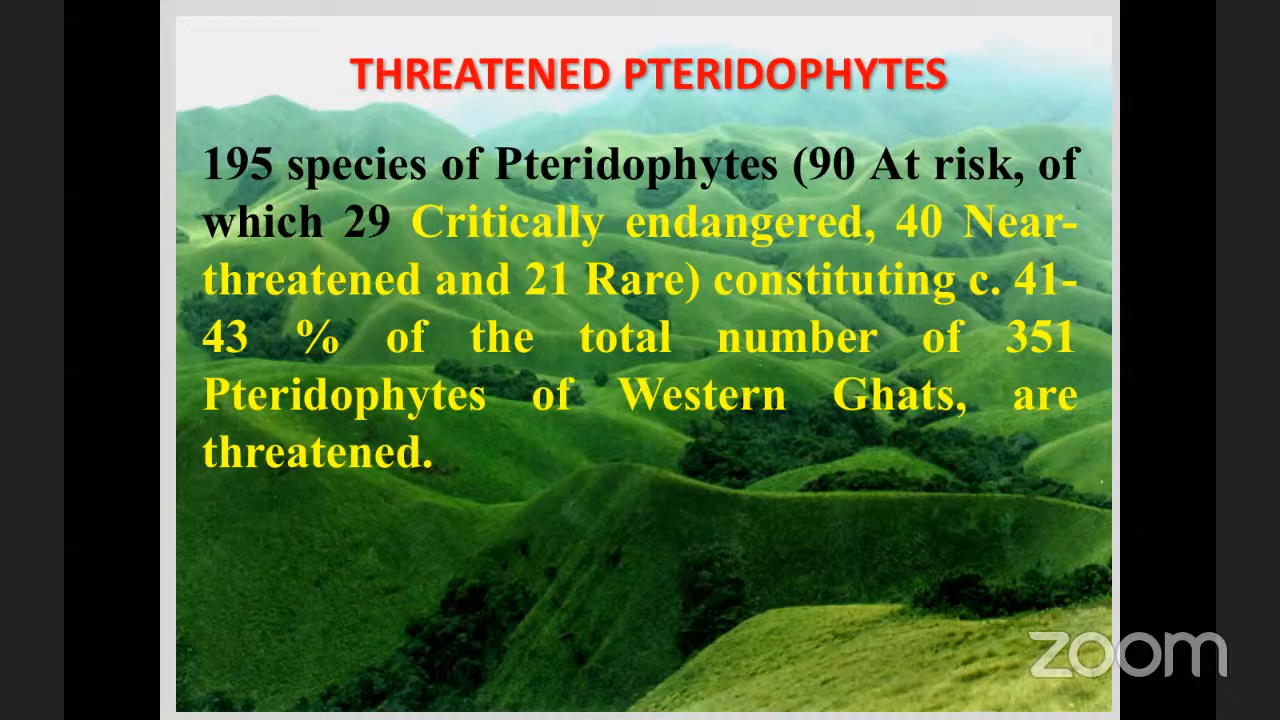 THREATENED PTERIDOPHYTES
195 species of Pteridophytes (90 At risk, of
which 29 Critically endangered, 40 Near-
threatened and 21 Rare) constituting c. 41-
43 % of the total number of 351
Pteridophytes of Western Ghats, are
threatened.
zoom